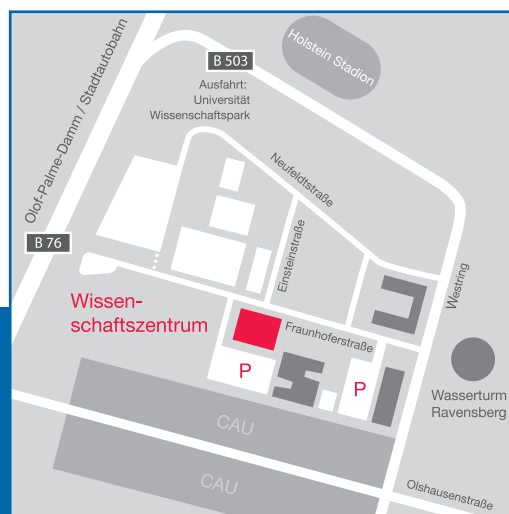 Holstein Stadion
B 503
Ausfahrt:
Universität
Wissenschaftspark
Olof-Palme-Damm / Stadtautobahn
Neufeldtstraße
B 76
Einsteinstraße
Westring
Wissen-
schaftszentrum
Fraunhoferstraße
P
P
Wasserturm
Ravensberg
CAU
CAU
Olshausenstraße